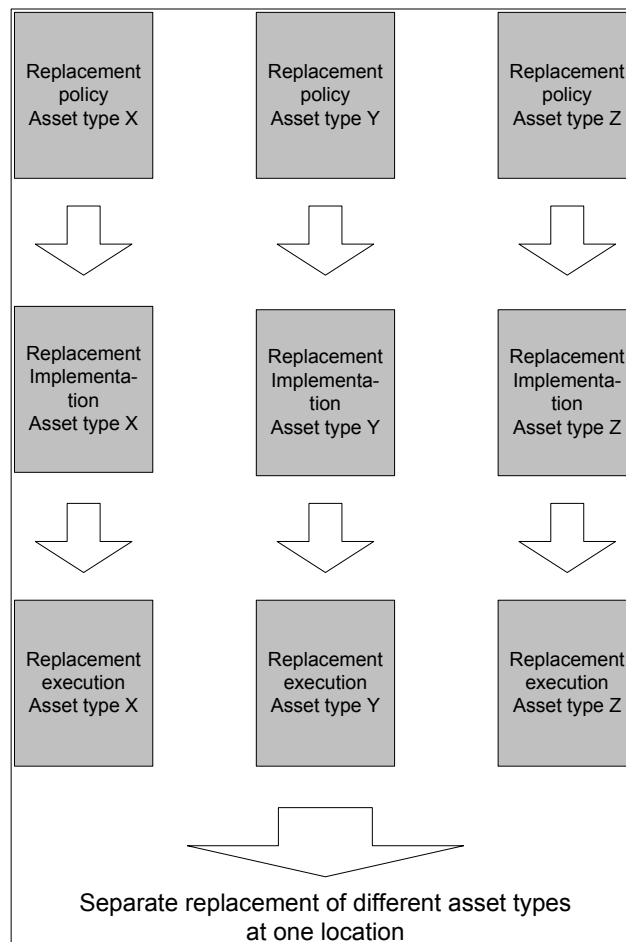 Replacement
policy
Asset type X
Replacement
policy
Asset type Y
Replacement
policy
Asset type Z
Replacement
Implementa-
tion
Asset type X
Replacement
Implementa-
tion
Asset type Y
Replacement
Implementa-
tion
Asset type Z
Replacement
execution
Asset type X
Replacement
execution
Asset type Y
Replacement
execution
Asset type Z
Separate replacement of different asset types
at one location